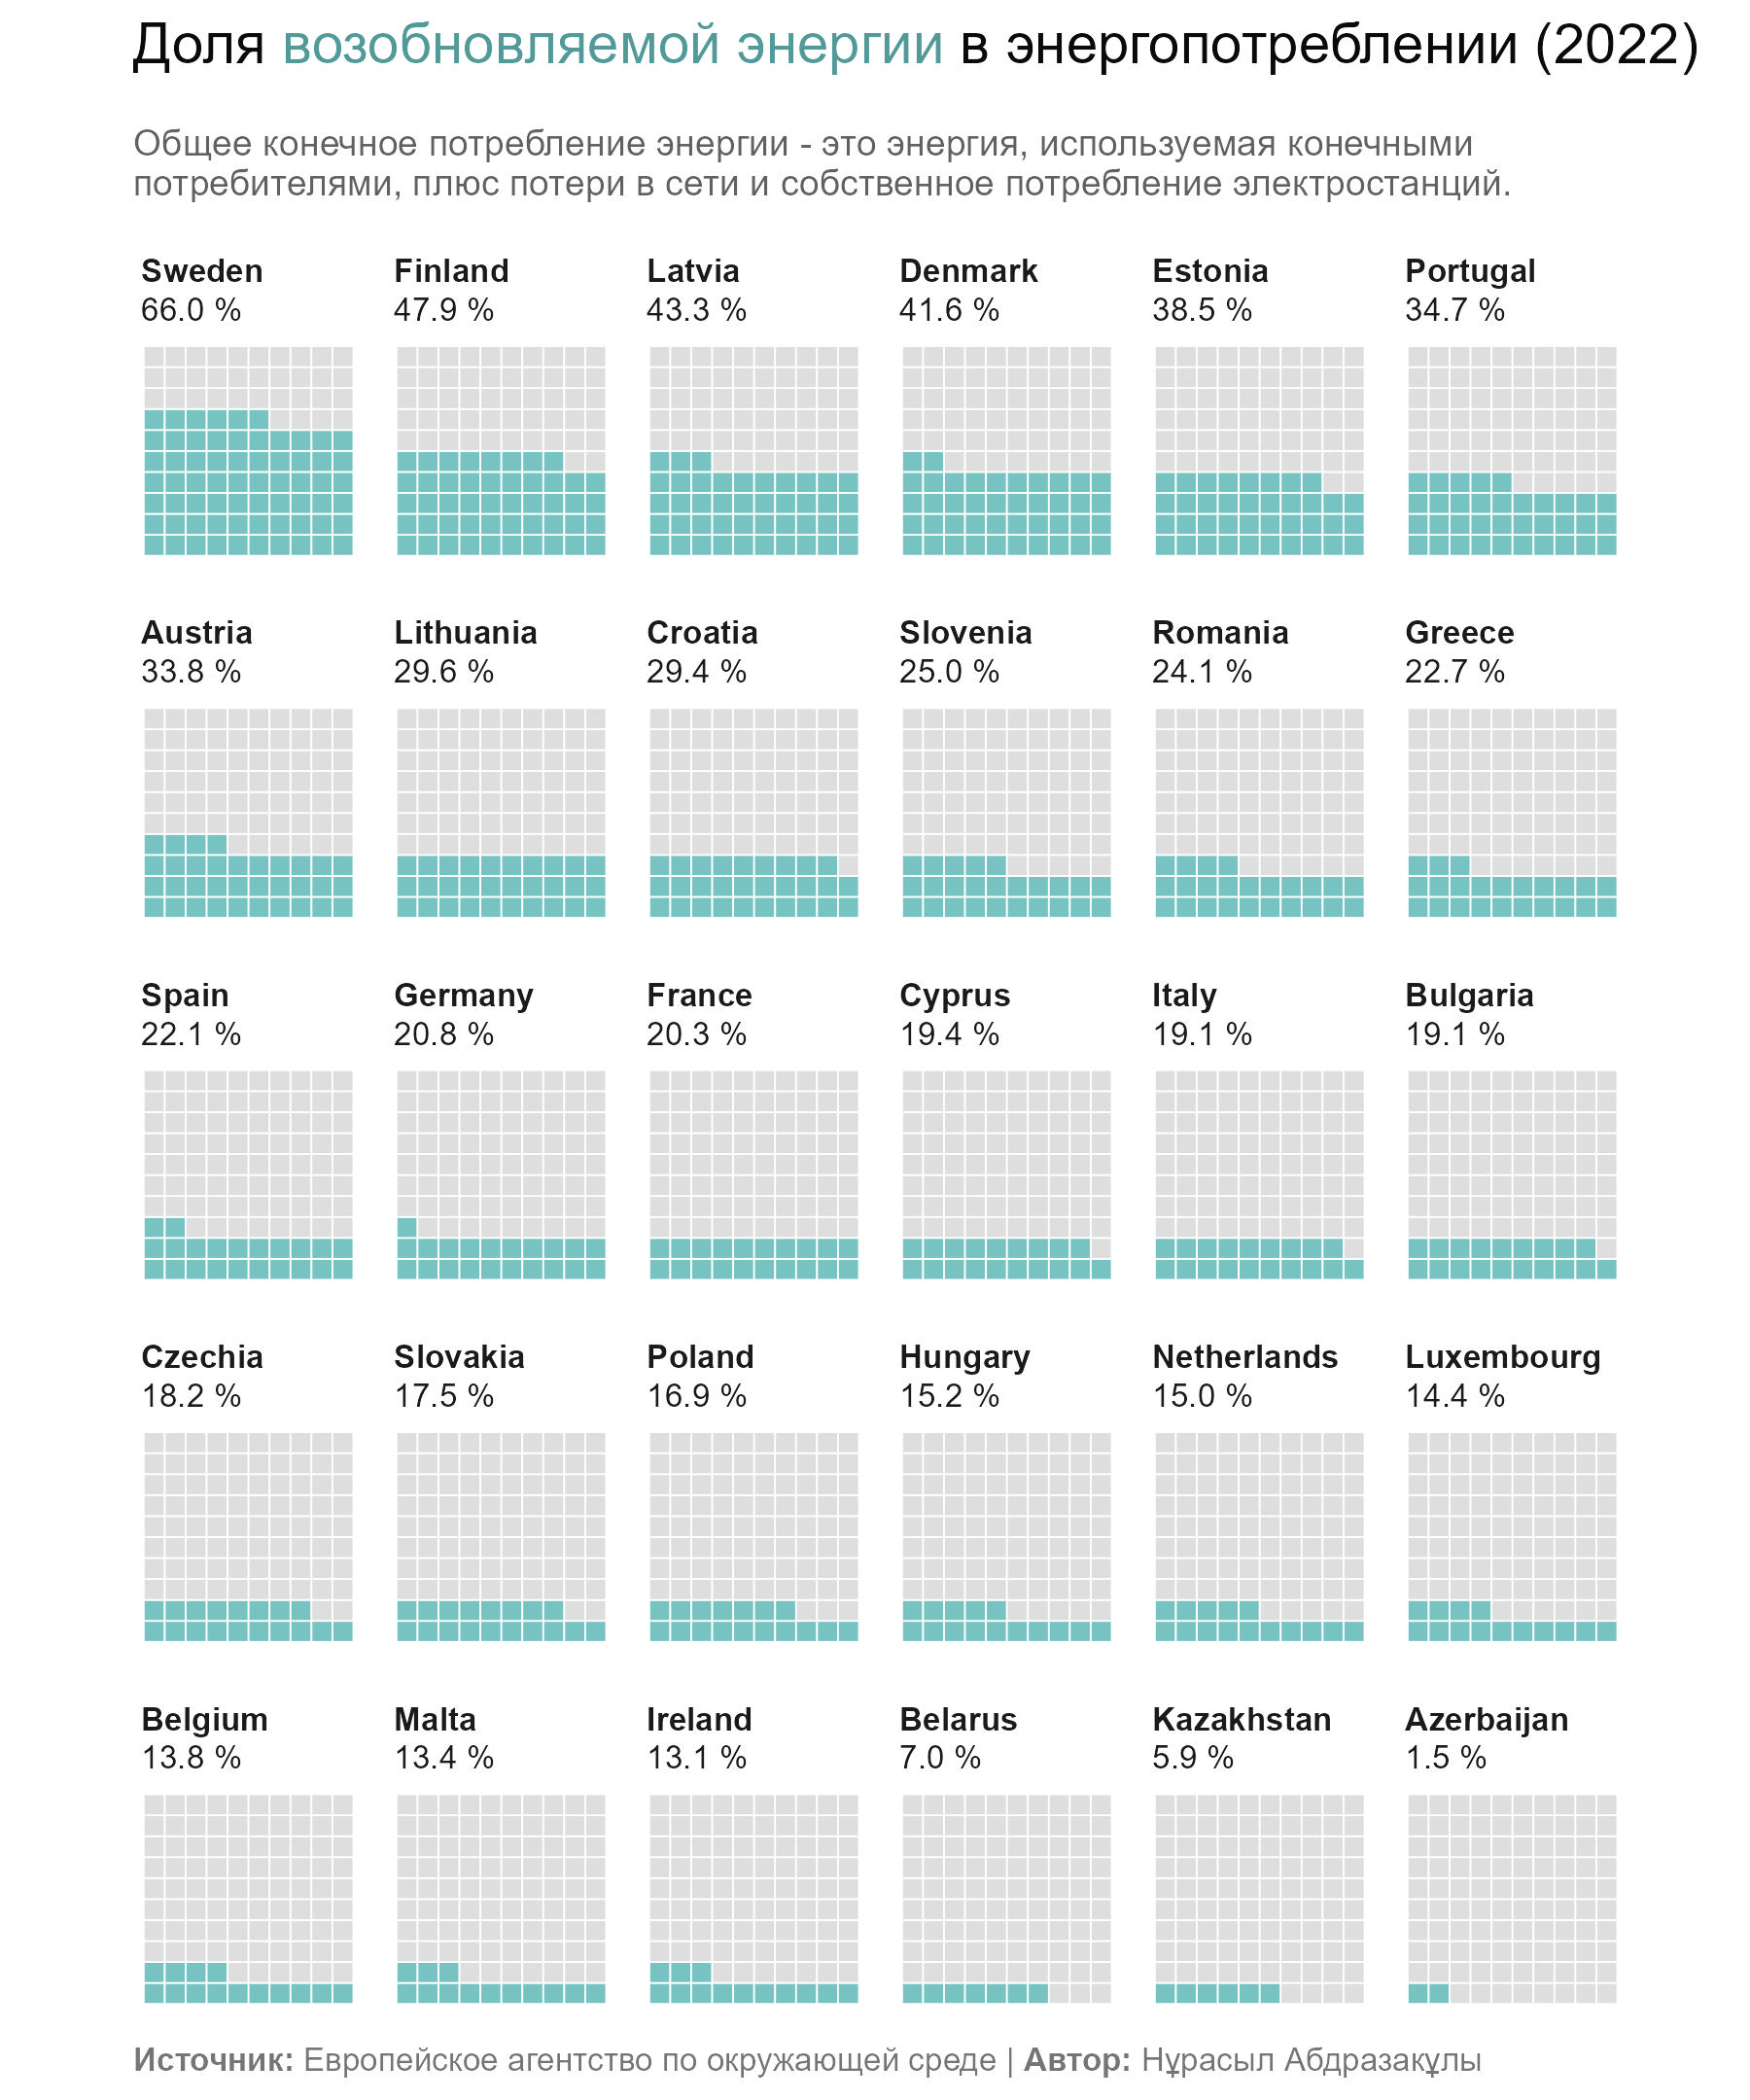 Доля возобновляемой энергии в энергопотреблении (2022)
Общее конечное потребление энергии - это энергия, используемая конечными
потребителями, плюс потери в сети и собственное потребление электростанций.
Sweden Finland Latvia Denmark Estonia Portugal
66.0 % 47.9 % 43.3 % 41.6 % 38.5 % 34.7 %
Austria Lithuania Croatia Slovenia Romania Greece
33.8 % 29.6 % 29.4 % 25.0 % 24.1 % 22.7 %
Spain Germany France Cyprus Italy Bulgaria
22.1 % 20.8 % 20.3 % 19.4 % 19.1 % 19.1 %
Czechia Slovakia Poland Hungary Netherlands Luxembourg
18.2 % 17.5 % 16.9 % 15.2 % 15.0 % 14.4 %
Belgium Malta Ireland Belarus Kazakhstan Azerbaijan
13.8 % 13.4 % 13.1 % 7.0 % 5.9 % 1.5 %
Источник: Европейское агентство по окружающей среде | Автор: Нұрасыл Абдразакұлы